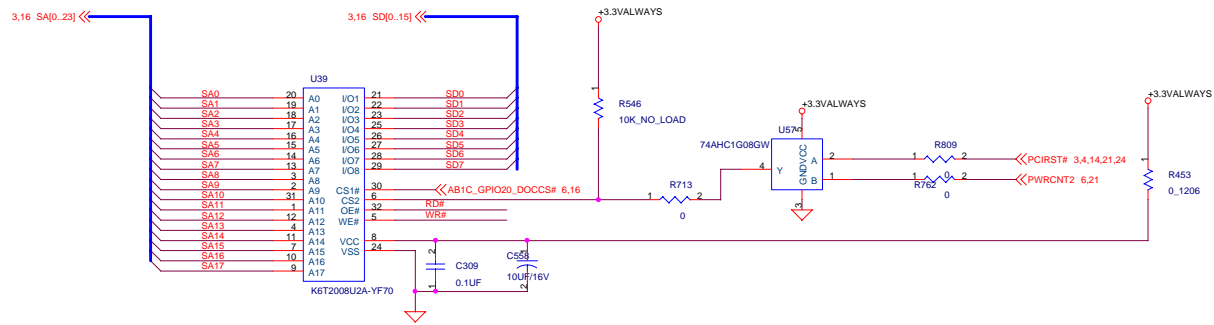 3,16 SA[0..23]
3,16 SD[0..15]
+3.3VALWAYS
U39
SA0 20 A0 I/O1 21 SD0
SA1 19 A1 I/O2 22 SD1
SA2 18 A2 I/O3 23 SD2
SA3 17 A3 I/O4 25 SD3
SA4 16 A4 I/O5 26 SD4
SA5 15 A5 I/O6 27 SD5
SA6 14 A6 I/O7 28 SD6
SA7 13 A7 I/O8 29 SD7
SA8 3 A8
SA9 2 A9 CS1# 30 AB1C_GPIO20_DOCCS# 6,16
SA10 31 A10 CS2 6
SA11 1 A11 OE# 32 RD#
SA12 12 A12 WE# 5 WR#
SA13 4 A13
SA14 11 A14 VCC 8
SA15 7 A15 VSS 24
SA16 10 A16
SA17 9 A17
K6T2008U2A-YF70
1
R546
10K_NO_LOAD
2
1 R713 2
0
+3.3VALWAYS
U57
74AHC1G08GW
5
VCC
4 Y
A 2
B 1
GND
3
1 R809 2
0
PCIRST# 3,4,14,21,24
1 R762 2
0
PWRCNT2 6,21
+3.3VALWAYS
1
R453
0_1206
2
2
C309
0.1UF
1
1
C558
10UF/16V
2